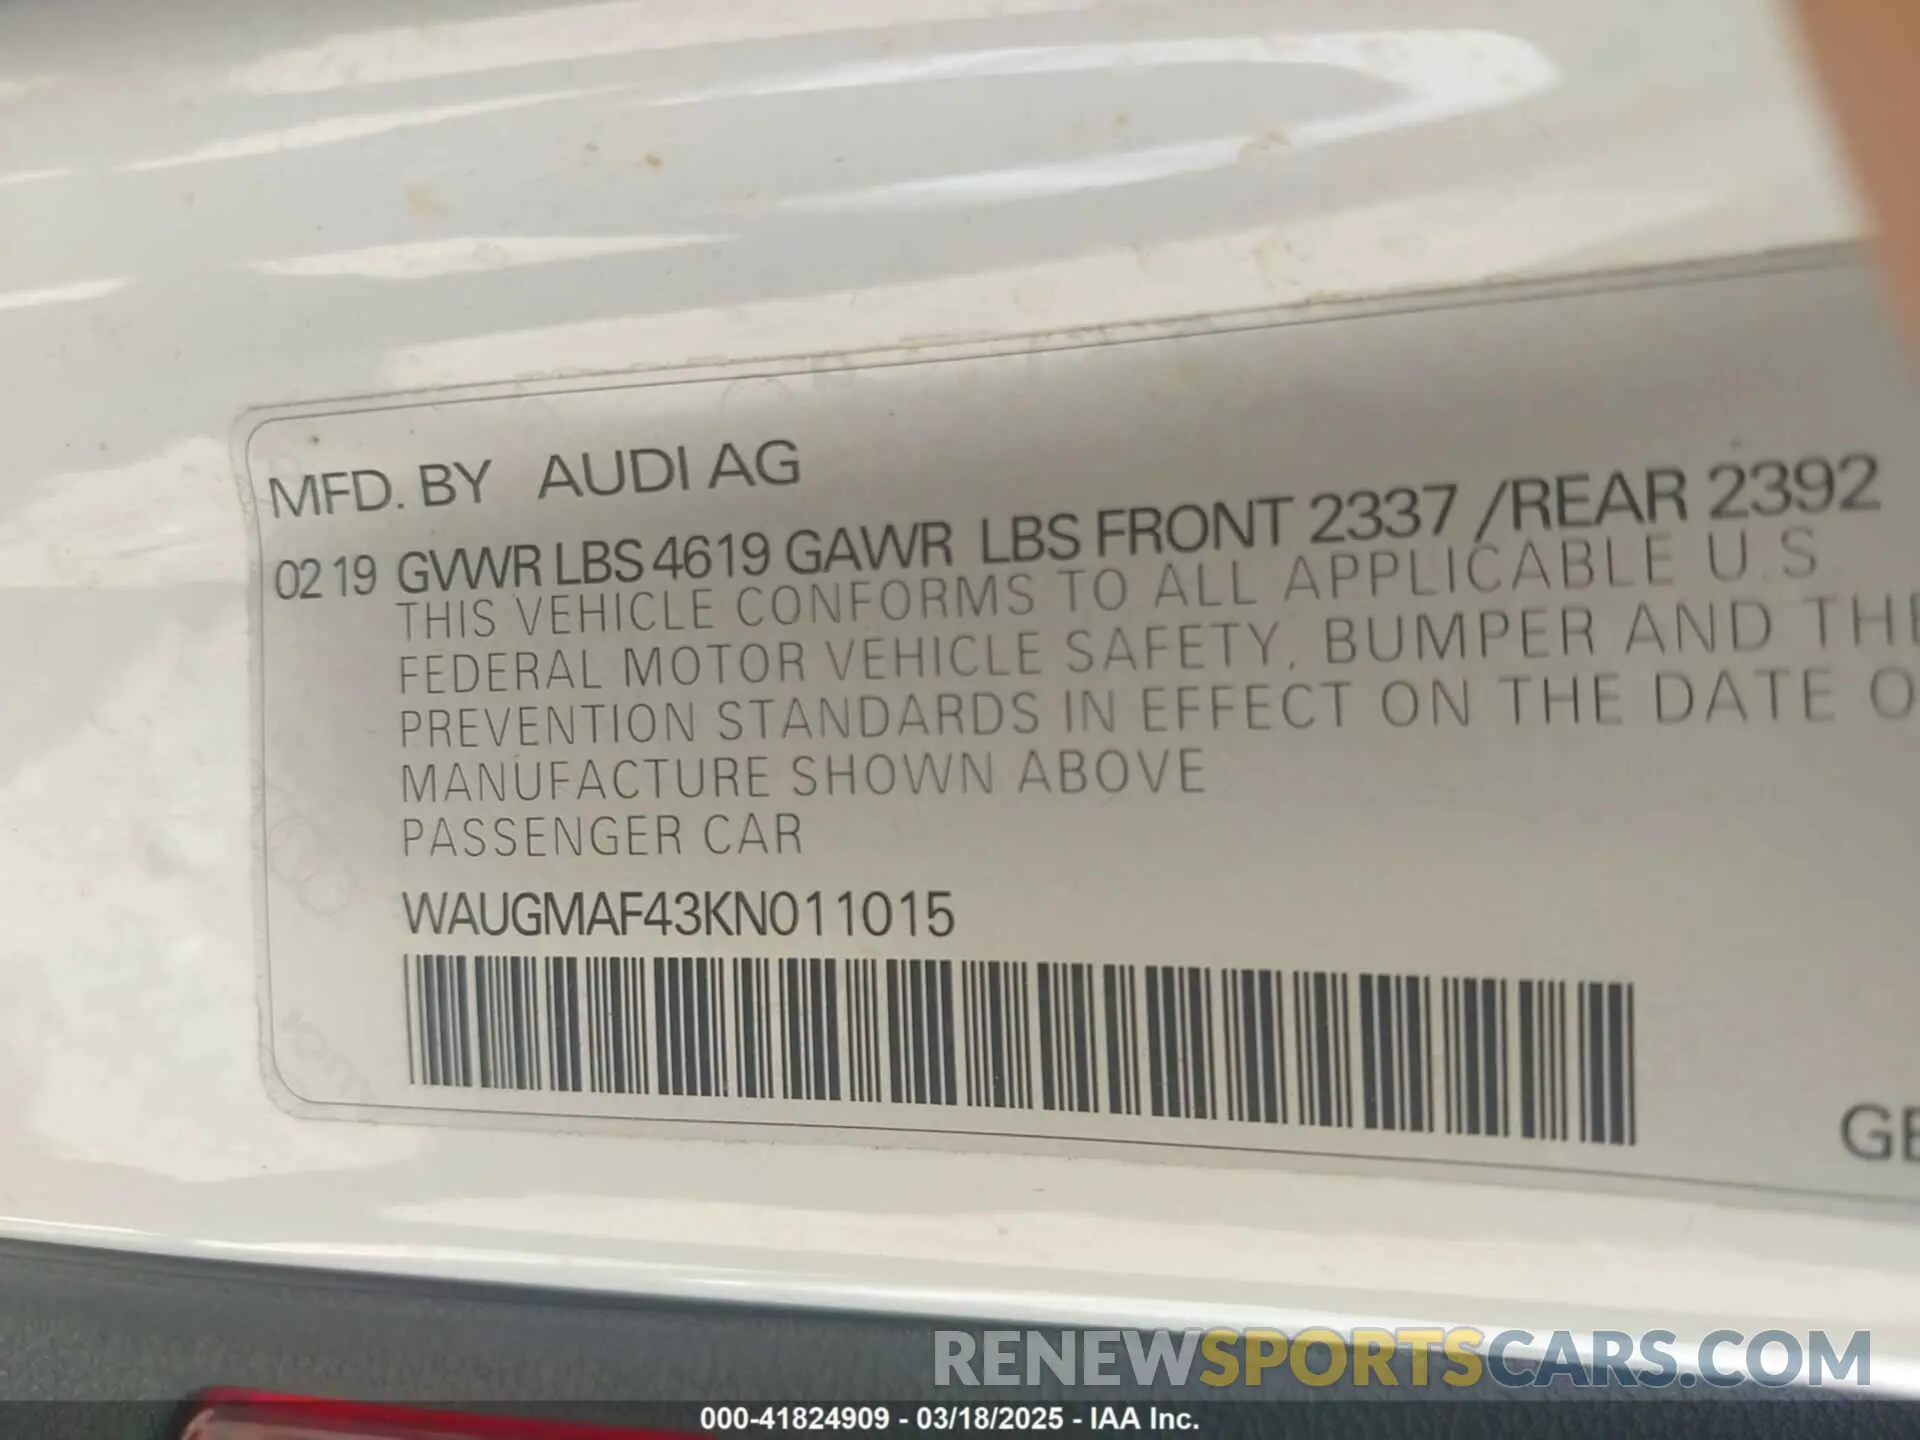 MFD. BY AUDI AG
02 19 GVWR LBS 4619 GAWR LBS FRONT 2337 /REAR 2392
THIS VEHICLE CONFORMS TO ALL APPLICABLE U.S.
FEDERAL MOTOR VEHICLE SAFETY, BUMPER AND THE
PREVENTION STANDARDS IN EFFECT ON THE DATE O
MANUFACTURE SHOWN ABOVE
PASSENGER CAR
WAUGMAF43KN011015
GE
RENEWSPORTSCARS.COM
000-41824909 - 03/18/2025 - IAA Inc.